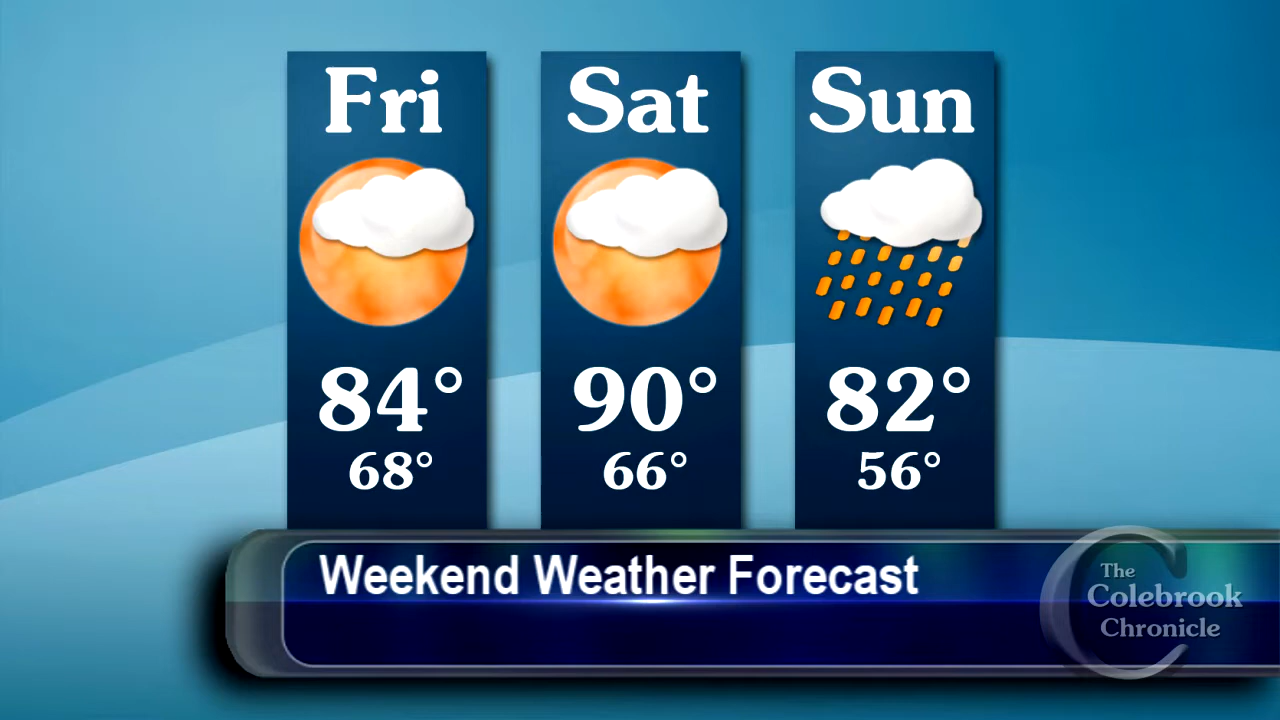 Fri
84°
68°
Sat
90°
66°
Sun
82°
56°
Weekend Weather Forecast
The
Colebrook
Chronicle
C